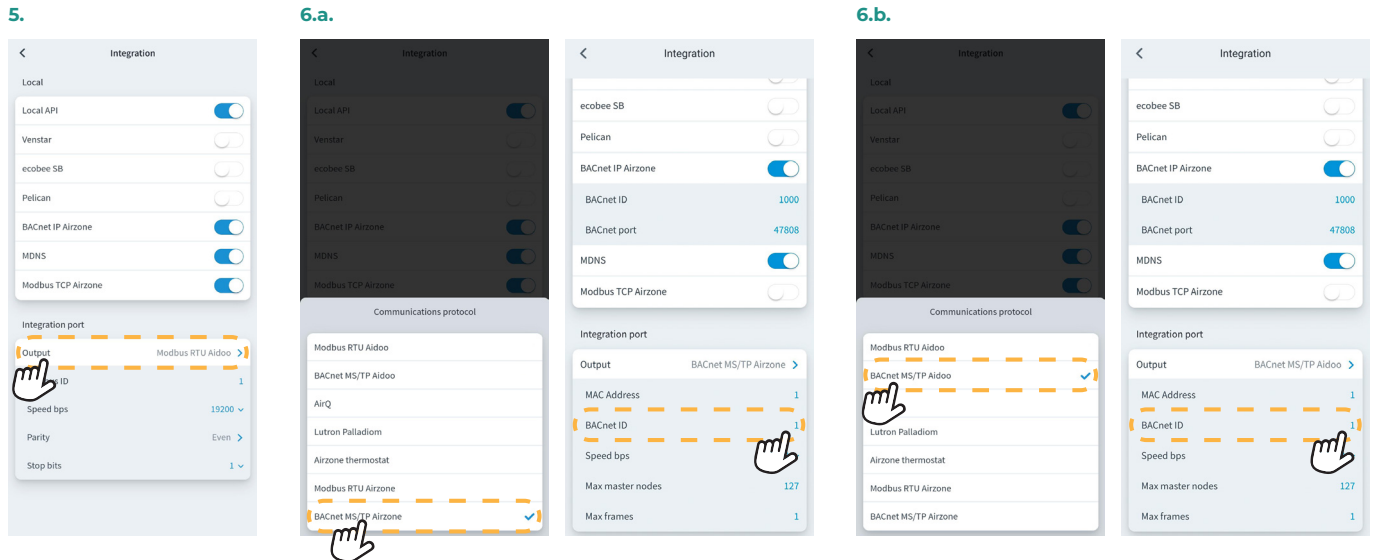 5.
Integration
Local
Local API
Venstar
ecobee SB
Pelican
BACnet IP Airzone
MDNS
Modbus TCP Airzone
Integration port
Output Modbus RTU Aidoo
ID 1
Speed bps 19200
Parity Even
Stop bits 1
6.a.
Integration
Local
Local API
Venstar
ecobee SB
Pelican
BACnet IP Airzone
MDNS
Modbus TCP Airzone
Communications protocol
Modbus RTU Aidoo
BACnet MS/TP Aidoo
AirQ
Lutron Palladiom
Airzone thermostat
Modbus RTU Airzone
BACnet MS/TP Airzone
Integration
ecobee SB
Pelican
BACnet IP Airzone
BACnet ID 1000
BACnet port 47808
MDNS
Modbus TCP Airzone
Integration port
Output BACnet MS/TP Airzone
MAC Address 1
BACnet ID 1
Speed bps
Max master nodes 127
Max frames 1
6.b.
Integration
Local
Local API
Venstar
ecobee SB
Pelican
BACnet IP Airzone
MDNS
Modbus TCP Airzone
Communications protocol
Modbus RTU Aidoo
BACnet MS/TP Aidoo
Lutron Palladiom
Airzone thermostat
Modbus RTU Airzone
BACnet MS/TP Airzone
Integration
ecobee SB
Pelican
BACnet IP Airzone
BACnet ID 1000
BACnet port 47808
MDNS
Modbus TCP Airzone
Integration port
Output BACnet MS/TP Aidoo
MAC Address 1
BACnet ID 1
Speed bps
Max master nodes 127
Max frames 1